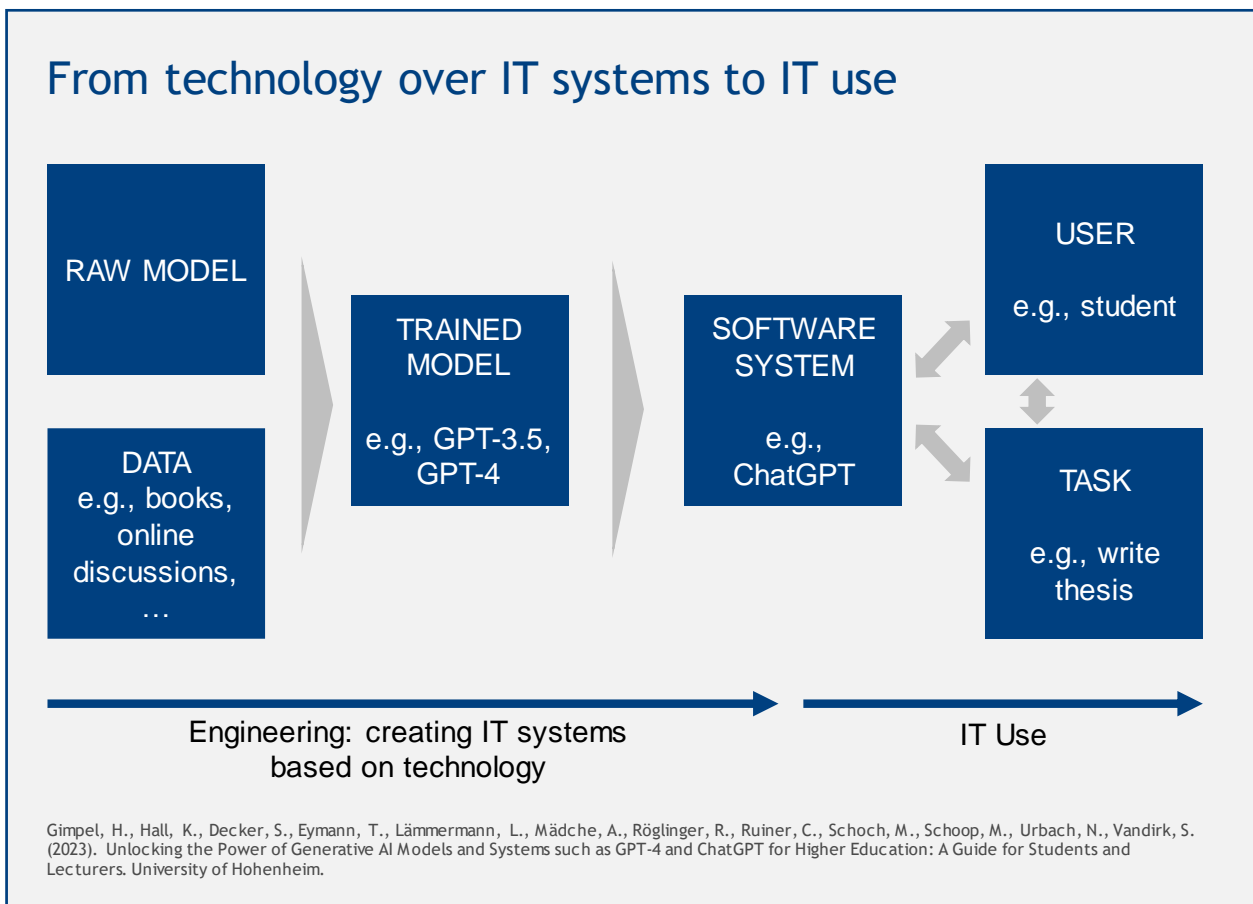 From technology over IT systems to IT use
RAW MODEL
DATA
e.g., books,
online
discussions,
…
TRAINED
MODEL
e.g., GPT-3.5,
GPT-4
SOFTWARE
SYSTEM
e.g.,
ChatGPT
USER
e.g., student
TASK
e.g., write
thesis
Engineering: creating IT systems
based on technology
IT Use
Gimpel, H., Hall, K., Decker, S., Eymann, T., Lämmermann, L., Mädche, A., Röglinger, R., Ruiner, C., Schoch, M., Schoop, M., Urbach, N., Vandirk, S.
(2023). Unlocking the Power of Generative AI Models and Systems such as GPT-4 and ChatGPT for Higher Education: A Guide for Students and
Lecturers. University of Hohenheim.